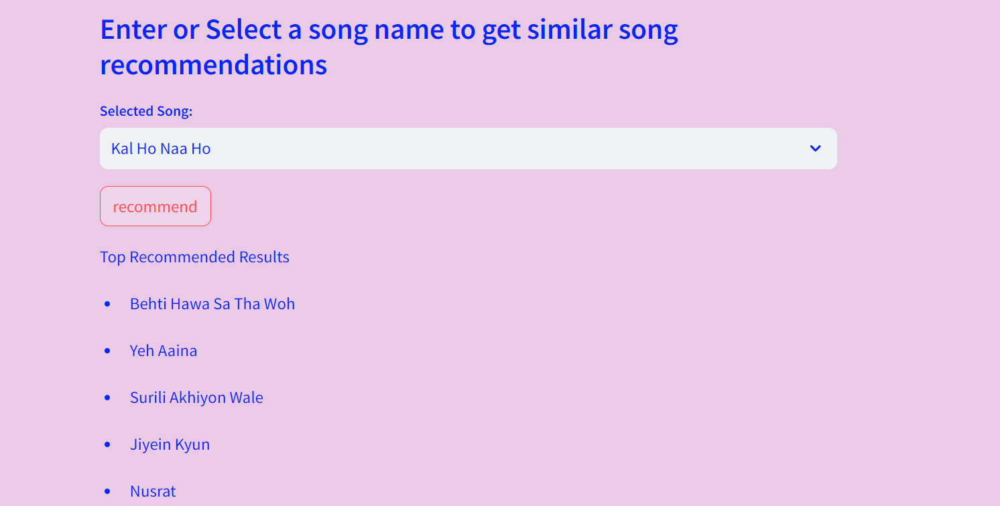 Enter or Select a song name to get similar song
recommendations
Selected Song:
Kal Ho Naa Ho
recommend
Top Recommended Results
Behti Hawa Sa Tha Woh
Yeh Aaina
Surili Akhiyon Wale
Jiyein Kyun
Nusrat